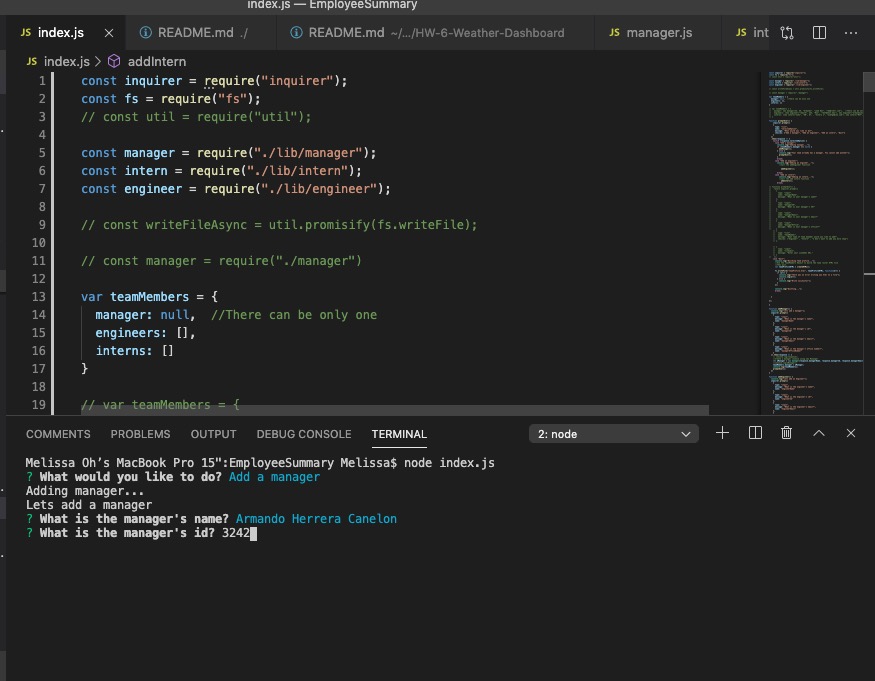 index.js — EmployeeSummary
JS index.js
README.md ./
README.md ~/.../HW-6-Weather-Dashboard
JS manager.js
JS int
JS index.js > addIntern
1 const inquirer = require("inquirer");
2 const fs = require("fs");
3 // const util = require("util");
4
5 const manager = require("./lib/manager");
6 const intern = require("./lib/intern");
7 const engineer = require("./lib/engineer");
8
9 // const writeFileAsync = util.promisify(fs.writeFile);
10
11 // const manager = require("./manager")
12
13 var teamMembers = {
14 manager: null, //There can be only one
15 engineers: [],
16 interns: []
17 }
18
19 // var teamMembers = {
COMMENTS PROBLEMS OUTPUT DEBUG CONSOLE TERMINAL 2: node
Melissa Oh's MacBook Pro 15":EmployeeSummary Melissa$ node index.js
? What would you like to do? Add a manager
Adding manager...
Lets add a manager
? What is the manager's name? Armando Herrera Canelon
? What is the manager's id? 3242